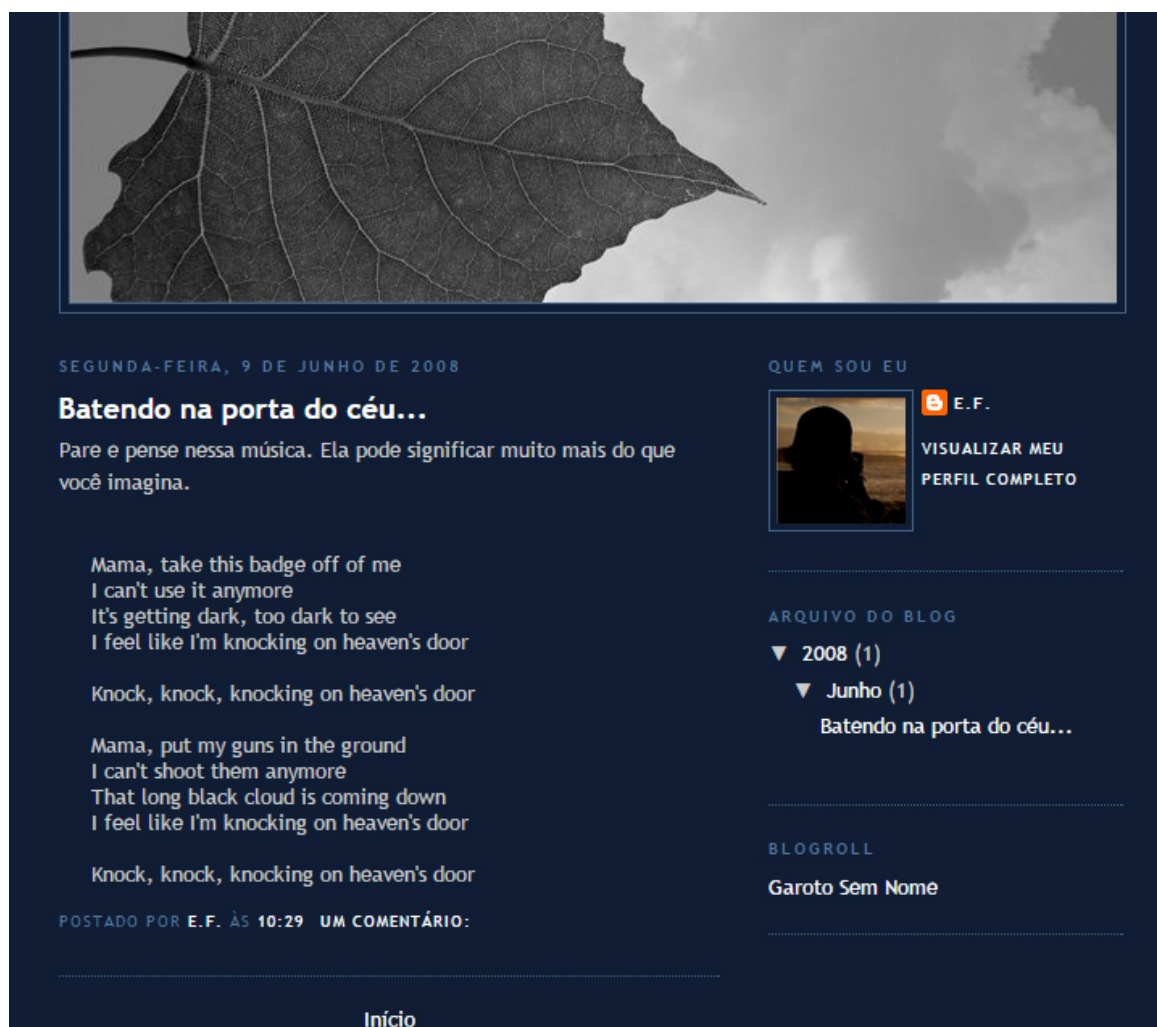 SEGUNDA-FEIRA, 9 DE JUNHO DE 2008
Batendo na porta do céu...
Pare e pense nessa música. Ela pode significar muito mais do que
você imagina.
Mama, take this badge off of me
I can't use it anymore
It's getting dark, too dark to see
I feel like I'm knocking on heaven's door
Knock, knock, knocking on heaven's door
Mama, put my guns in the ground
I can't shoot them anymore
That long black cloud is coming down
I feel like I'm knocking on heaven's door
Knock, knock, knocking on heaven's door
POSTADO POR E.F. ÀS 10:29 UM COMENTÁRIO:
Início
QUEM SOU EU
E.F.
VISUALIZAR MEU
PERFIL COMPLETO
ARQUIVO DO BLOG
▼ 2008 (1)
▼ Junho (1)
Batendo na porta do céu...
BLOGROLL
Garoto Sem Nome